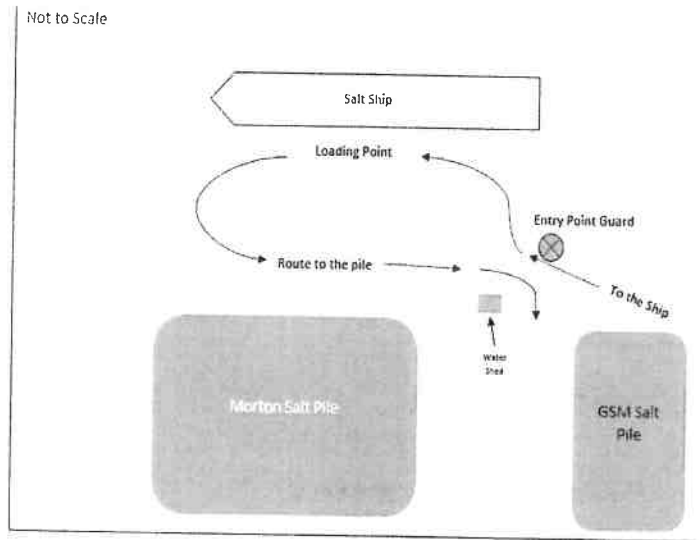 Not to Scale
Salt Ship
Loading Point
Entry Point Guard
Route to the pile
To the Ship
Water
Shed
Morton Salt Pile
GSM Salt
Pile